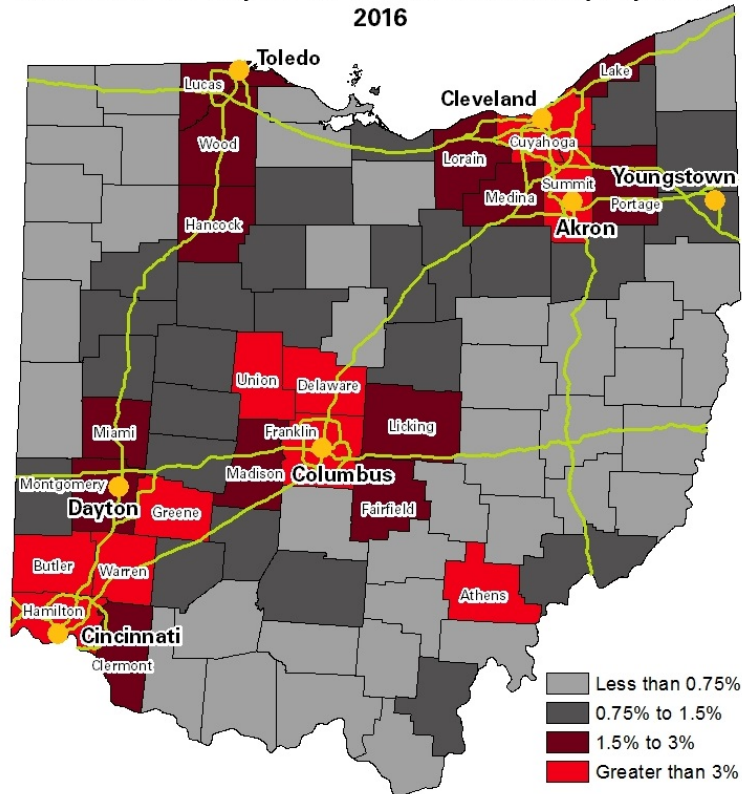 2016
Toledo
Lucas
Lake
Cleveland
Wood
Cuyahoga
Lorain
Youngstown
Summit
Medina
Portage
Hancock
Akron
Union
Delaware
Miami
Franklin
Licking
Madison
Columbus
Montgomery
Dayton
Greene
Fairfield
Butler
Warren
Athens
Hamilton
Cincinnati
Clermont
Less than 0.75%
0.75% to 1.5%
1.5% to 3%
Greater than 3%